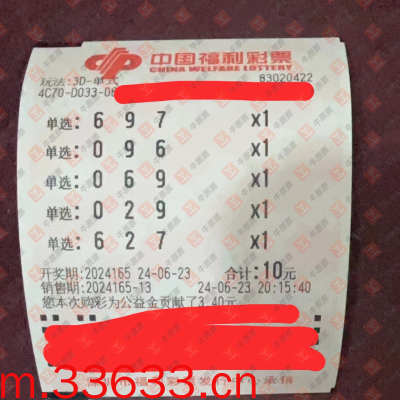 中国福利彩票
CHINA WELFARE LOTTERY
玩法:3D-单式 83020422
4C70-D033-06
单选: 6 9 7 x1
单选: 0 9 6 x1
单选: 0 6 9 x1
单选: 0 2 9 x1
单选: 6 2 7 x1
开奖期:2024165 24-06-23 合计:10元
销售期:2024165-13 24-06-23 20:15:40
您本次购彩为公益金贡献了3.40元
m.33633.cn